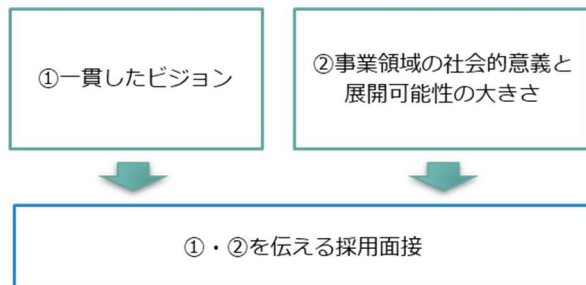 ①一貫したビジョン
②事業領域の社会的意義と
展開可能性の大きさ
①・②を伝える採用面接